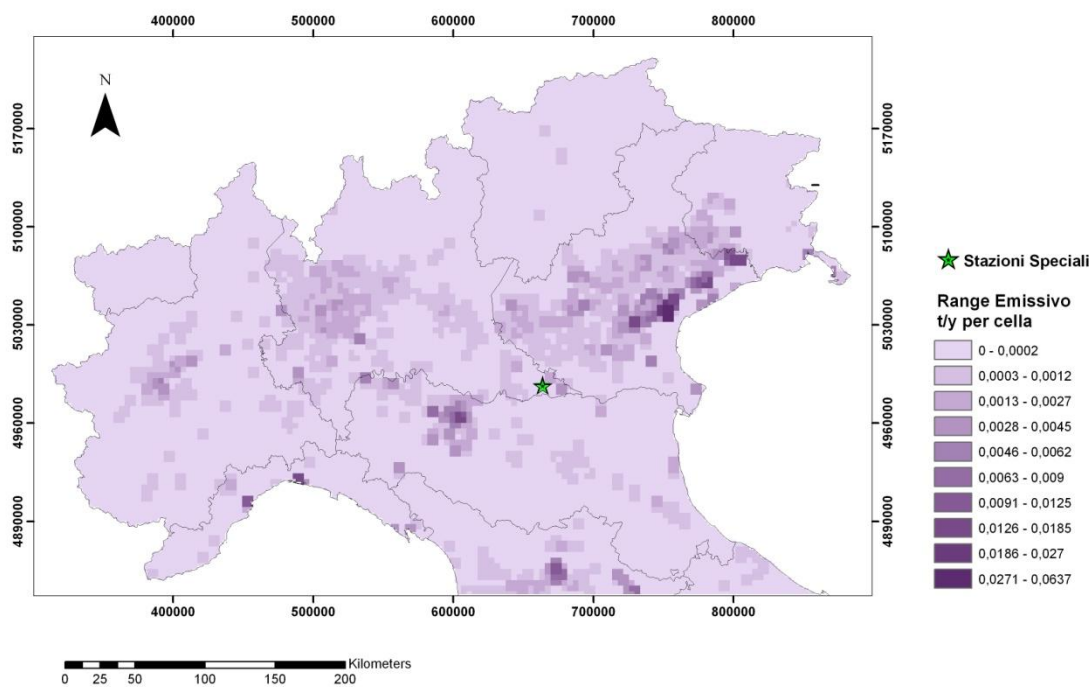 400000 500000 600000 700000 800000
N
5170000 5170000
5100000 5100000
5030000 5030000
4960000 4960000
4890000 4890000
400000 500000 600000 700000 800000
Stazioni Speciali
Range Emissivo
t/y per cella
0 - 0,0002
0,0003 - 0,0012
0,0013 - 0,0027
0,0028 - 0,0045
0,0046 - 0,0062
0,0063 - 0,009
0,0091 - 0,0125
0,0126 - 0,0185
0,0186 - 0,027
0,0271 - 0,0637
Kilometers
0 25 50 100 150 200